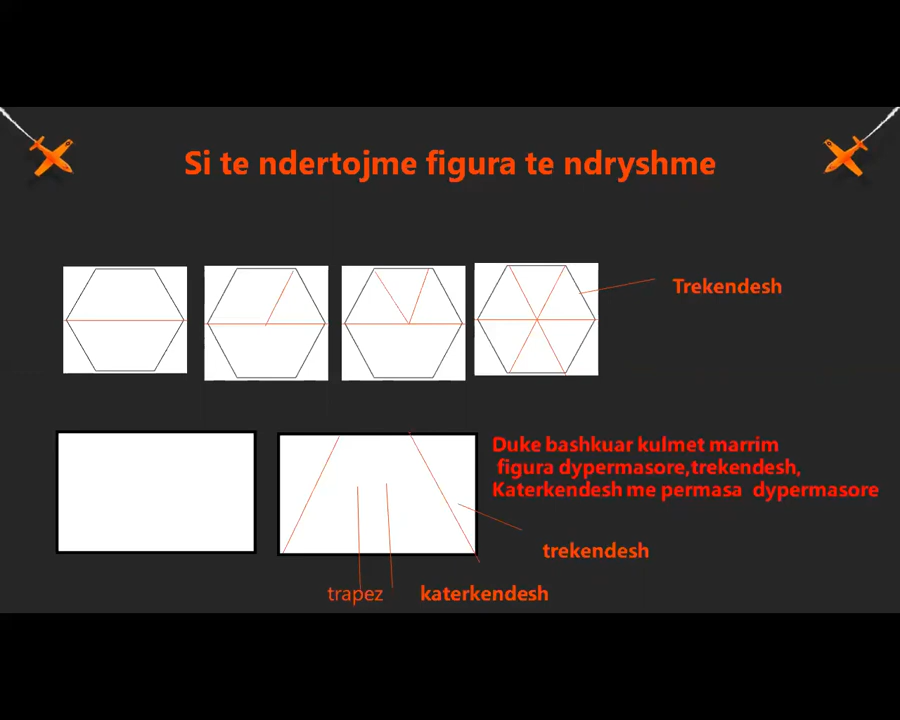 Si te ndertojme figura te ndryshme
Trekendesh
Duke bashkuar kulmet marrim
figura dypermasore,trekendesh,
Katerkendesh me permasa dypermasore
trekendesh
trapez
katerkendesh